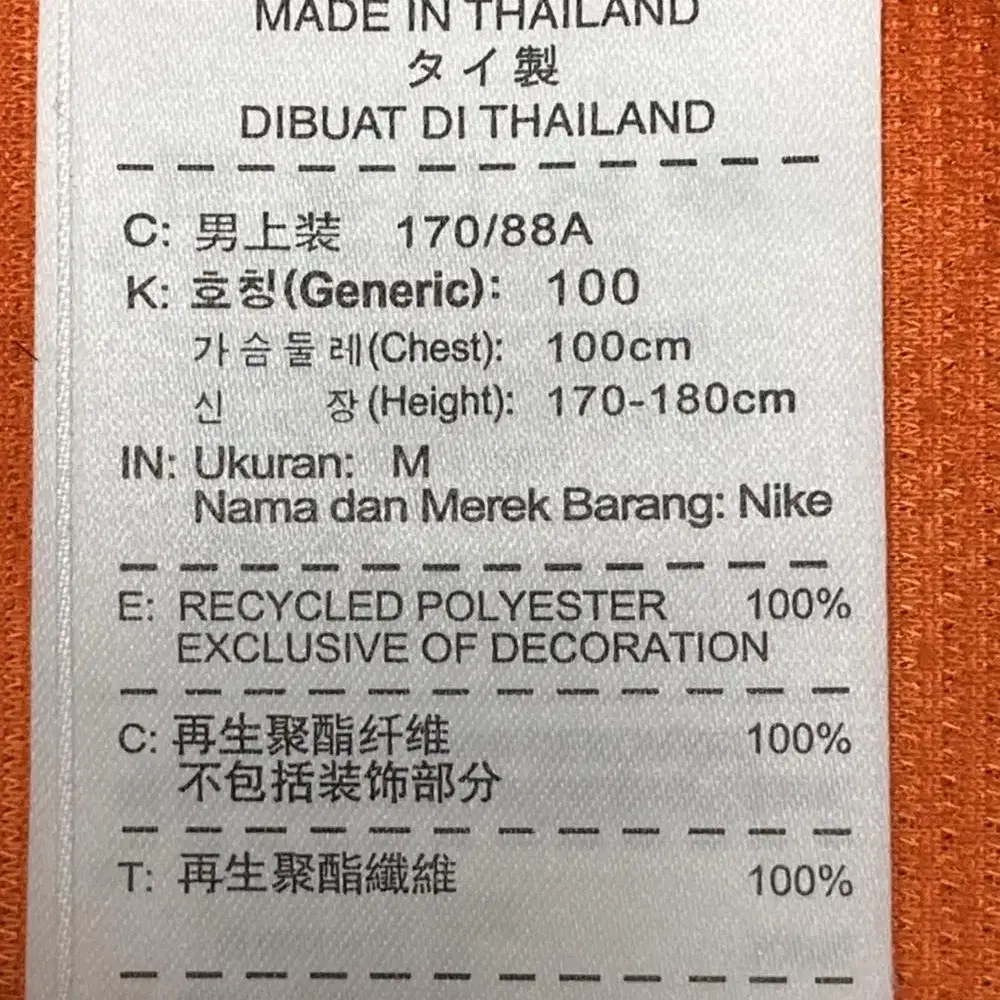 MADE IN THAILAND
タイ製
DIBUAT DI THAILAND
C: 男上装 170/88A
K: 호칭(Generic): 100
가슴둘레(Chest): 100cm
신 장(Height): 170-180cm
IN: Ukuran: M
Nama dan Merek Barang: Nike
E: RECYCLED POLYESTER 100%
EXCLUSIVE OF DECORATION
C: 再生聚酯纤维 100%
不包括装饰部分
T: 再生聚酯纖維 100%